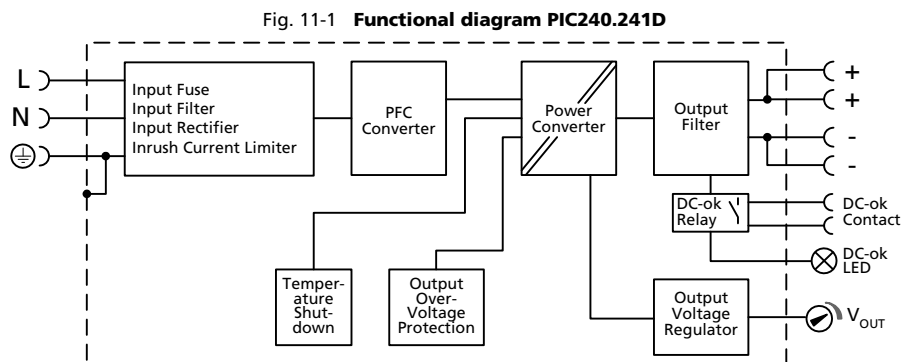 Fig. 11-1 Functional diagram PIC240.241D
L
N
Input Fuse
Input Filter
Input Rectifier
Inrush Current Limiter
PFC
Converter
Power
Converter
Output
Filter
+
+
-
-
DC-ok
Relay
DC-ok
Contact
DC-ok
LED
Temper-
ature
Shut-
down
Output
Over-
Voltage
Protection
Output
Voltage
Regulator
VOUT